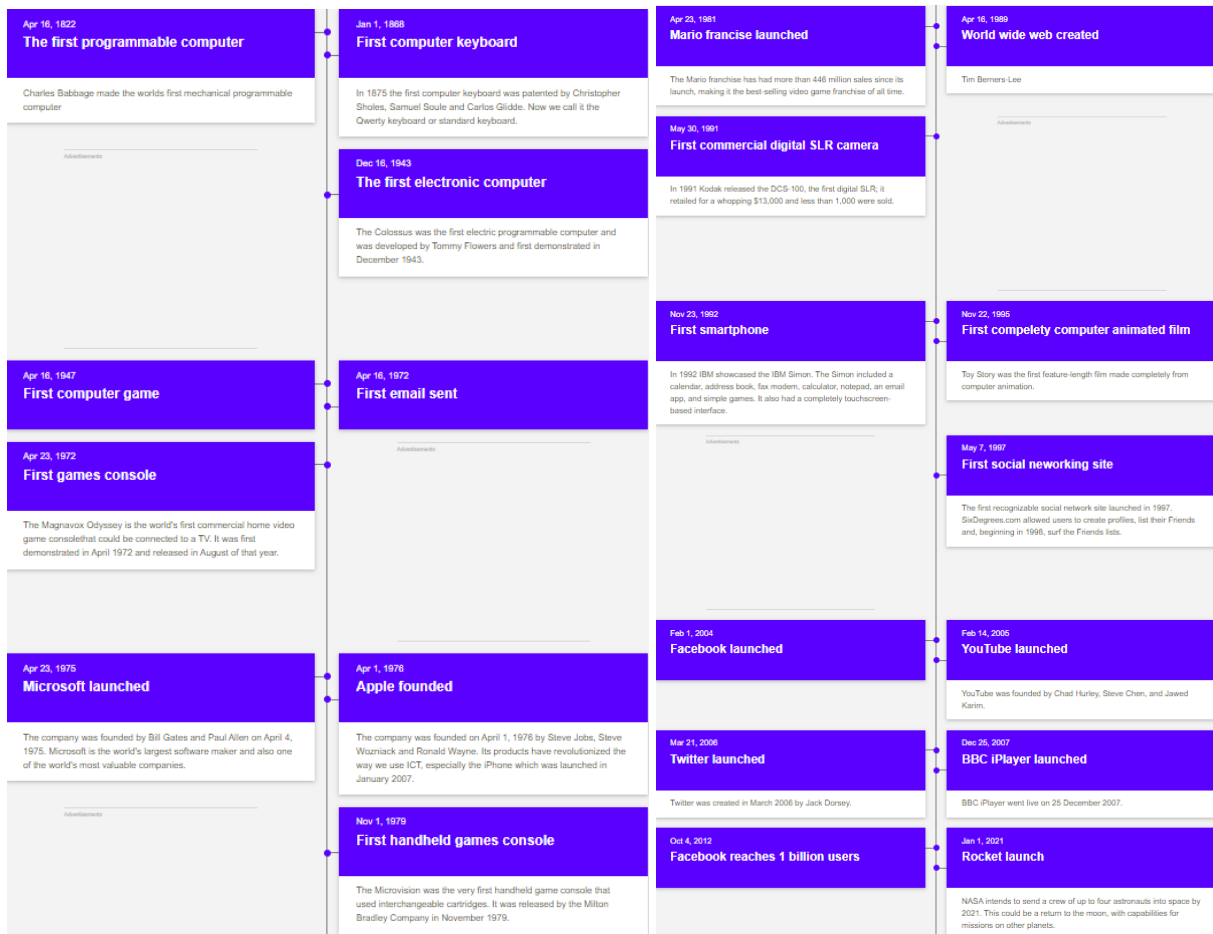 Apr 16, 1822
The first programmable computer
Charles Babbage made the worlds first mechanical programmable
computer
Jan 1, 1868
First computer keyboard
In 1875 the first computer keyboard was patented by Christopher
Sholes, Samuel Soule and Carlos Glidde. Now we call it the
Qwerty keyboard or standard keyboard.
Advertisements
Dec 16, 1943
The first electronic computer
The Colossus was the first electric programmable computer and
was developed by Tommy Flowers and first demonstrated in
December 1943.
Apr 16, 1947
First computer game
Apr 16, 1972
First email sent
Apr 23, 1972
First games console
The Magnavox Odyssey is the world's first commercial home video
game consolethat could be connected to a TV. It was first
demonstrated in April 1972 and released in August of that year.
Advertisements
Apr 23, 1975
Microsoft launched
The company was founded by Bill Gates and Paul Allen on April 4,
1975. Microsoft is the world's largest software maker and also one
of the world's most valuable companies.
Apr 1, 1976
Apple founded
The company was founded on April 1, 1976 by Steve Jobs, Steve
Wozniack and Ronald Wayne. Its products have revolutionized the
way we use ICT, especially the iPhone which was launched in
January 2007.
Advertisements
Nov 1, 1979
First handheld games console
The Microvision was the very first handheld game console that
used interchangeable cartridges. It was released by the Milton
Bradley Company in November 1979.
Apr 23, 1981
Mario francise launched
The Mario franchise has had more than 446 million sales since its
launch, making it the best-selling video game franchise of all time.
Apr 16, 1989
World wide web created
Tim Berners-Lee
May 30, 1991
First commercial digital SLR camera
In 1991 Kodak released the DCS-100, the first digital SLR; it
retailed for a whopping $13,000 and less than 1,000 were sold.
Advertisements
Nov 23, 1992
First smartphone
In 1992 IBM showcased the IBM Simon. The Simon included a
calendar, address book, fax modem, calculator, notepad, an email
app, and simple games. It also had a completely touchscreen-
based interface.
Nov 22, 1995
First compelety computer animated film
Toy Story was the first feature-length film made completely from
computer animation.
Advertisements
May 7, 1997
First social neworking site
The first recognizable social network site launched in 1997.
SixDegrees.com allowed users to create profiles, list their Friends
and, beginning in 1998, surf the Friends lists.
Feb 1, 2004
Facebook launched
Feb 14, 2005
YouTube launched
YouTube was founded by Chad Hurley, Steve Chen, and Jawed
Karim.
Mar 21, 2006
Twitter launched
Twitter was created in March 2006 by Jack Dorsey.
Dec 25, 2007
BBC iPlayer launched
BBC iPlayer went live on 25 December 2007.
Oct 4, 2012
Facebook reaches 1 billion users
Jan 1, 2021
Rocket launch
NASA intends to send a crew of up to four astronauts into space by
2021. This could be a return to the moon, with capabilities for
missions on other planets.